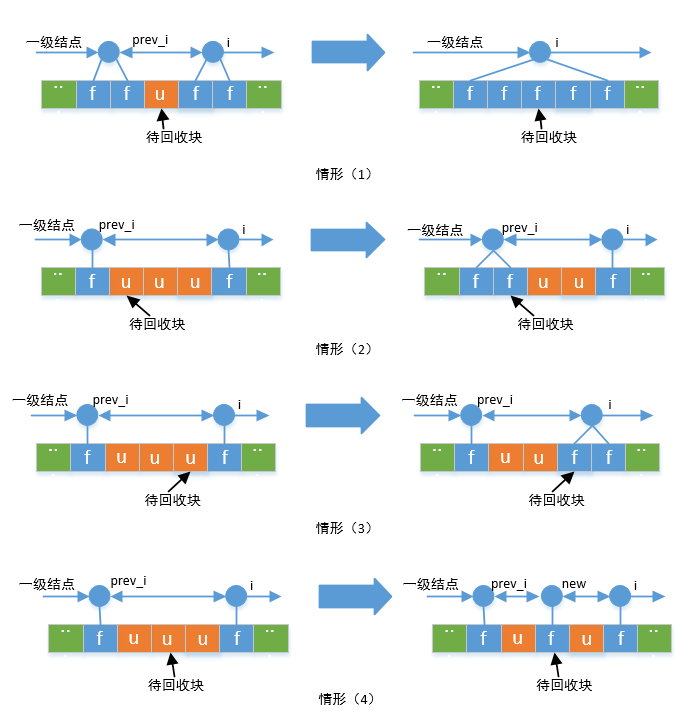 一级结点 prev_i i 一级结点 i
¨ f f u f f ¨ ¨ f f f f f ¨
待回收块 待回收块
情形（1）
一级结点 prev_i i 一级结点 prev_i i
¨ f u u u f ¨ ¨ f f u u f ¨
待回收块 待回收块
情形（2）
一级结点 prev_i i 一级结点 prev_i i
¨ f u u u f ¨ ¨ f u u f f ¨
待回收块 待回收块
情形（3）
一级结点 prev_i i 一级结点 prev_i new i
¨ f u u u f ¨ ¨ f u f u f ¨
待回收块 待回收块
情形（4）